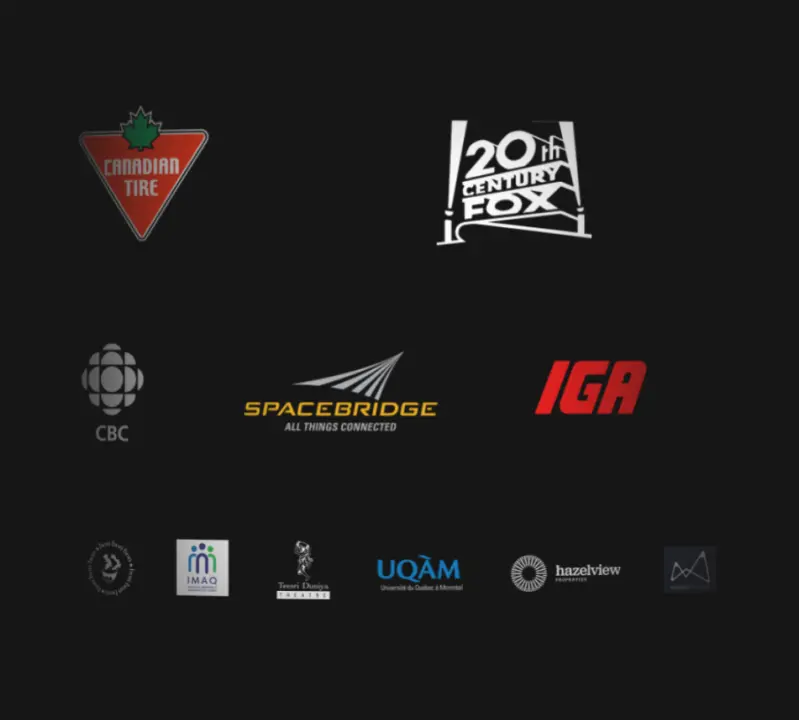 CANADIAN
TIRE
20th
CENTURY
FOX
CBC
SPACEBRIDGE
ALL THINGS CONNECTED
IGA
IMAQ
Teesri Duniya
THEATRE
UQÀM
Université du Québec à Montréal
hazelview
PROPERTIES